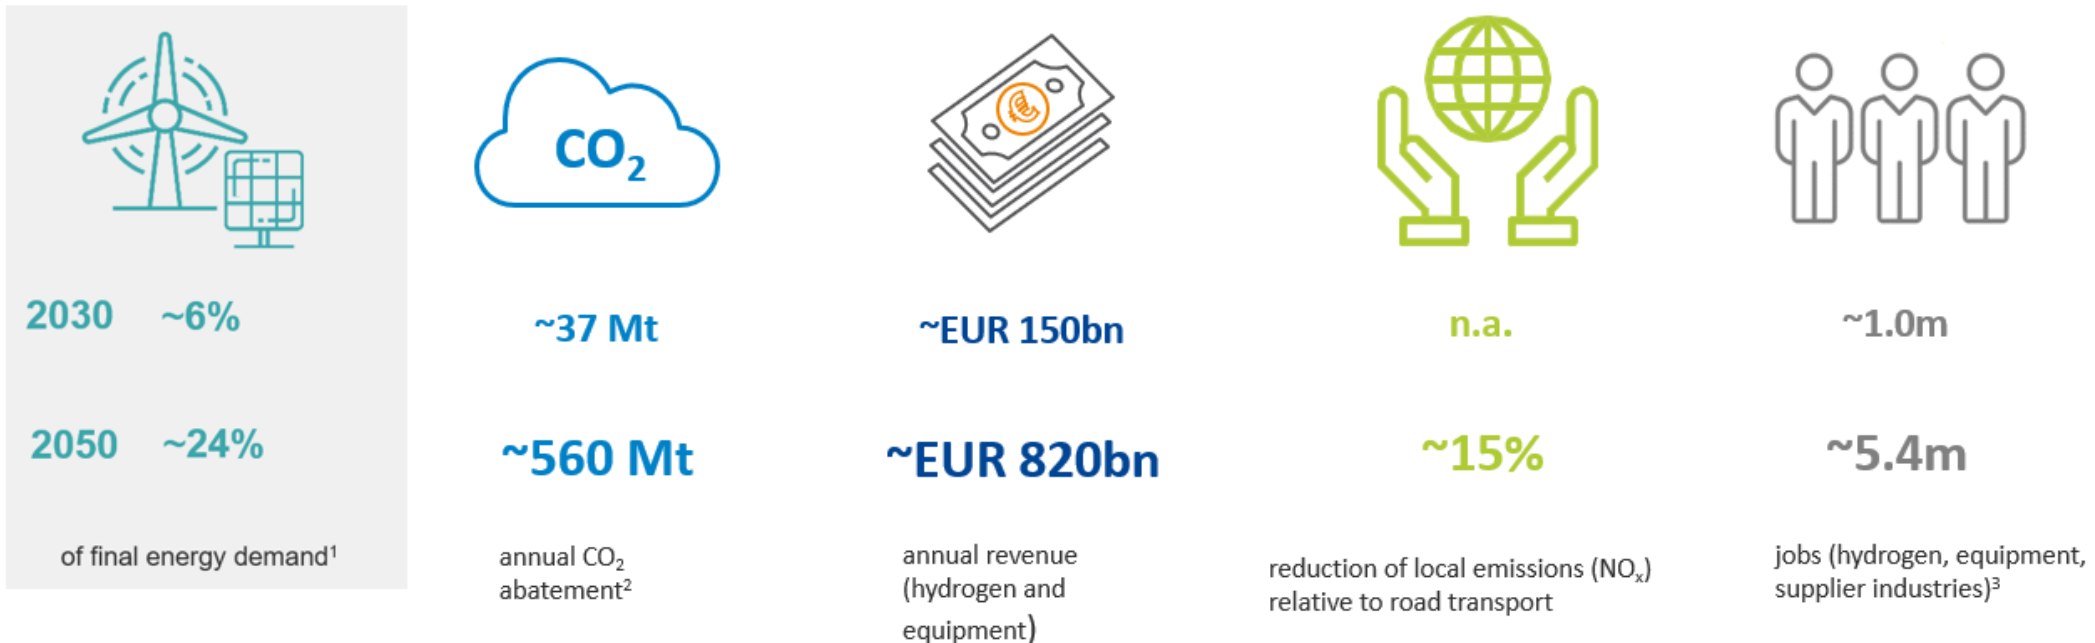 CO₂
2030 ~6%
~37 Mt
~EUR 150bn
n.a.
~1.0m
2050 ~24%
~560 Mt
~EUR 820bn
~15%
~5.4m
of final energy demand¹
annual CO₂
abatement²
annual revenue
(hydrogen and
equipment)
reduction of local emissions (NOₓ)
relative to road transport
jobs (hydrogen, equipment,
supplier industries)³